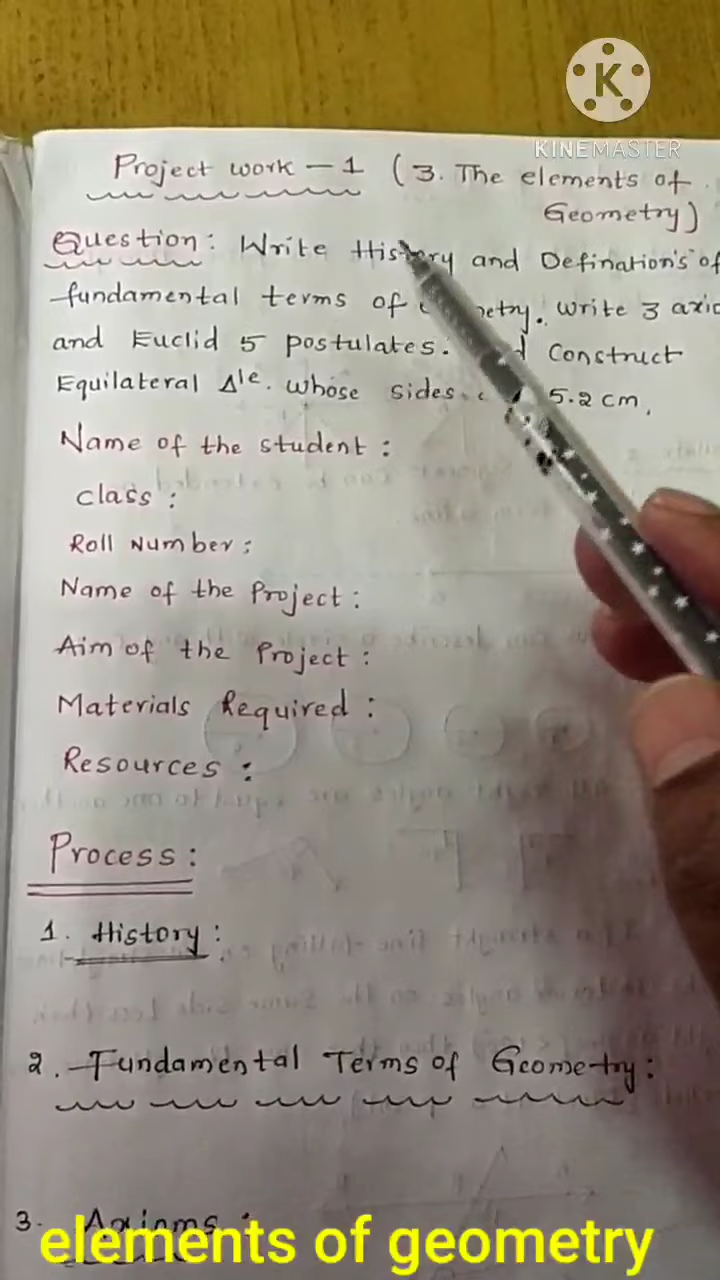 K
KINEMASTER
Project work - 1 (3. The elements of
Geometry)
Question: Write History and Defination's of
fundamental terms of metry. Write 3 axio
and Euclid 5 postulates. construct
Equilateral Δle. whose sides 5.2 cm.
Name of the student :
class :
Roll Number :
Name of the Project :
Aim of the Project :
Materials Required :
Resources :
Process :
1. History :
2. Fundamental Terms of Geometry :
3. Axioms :
elements of geometry